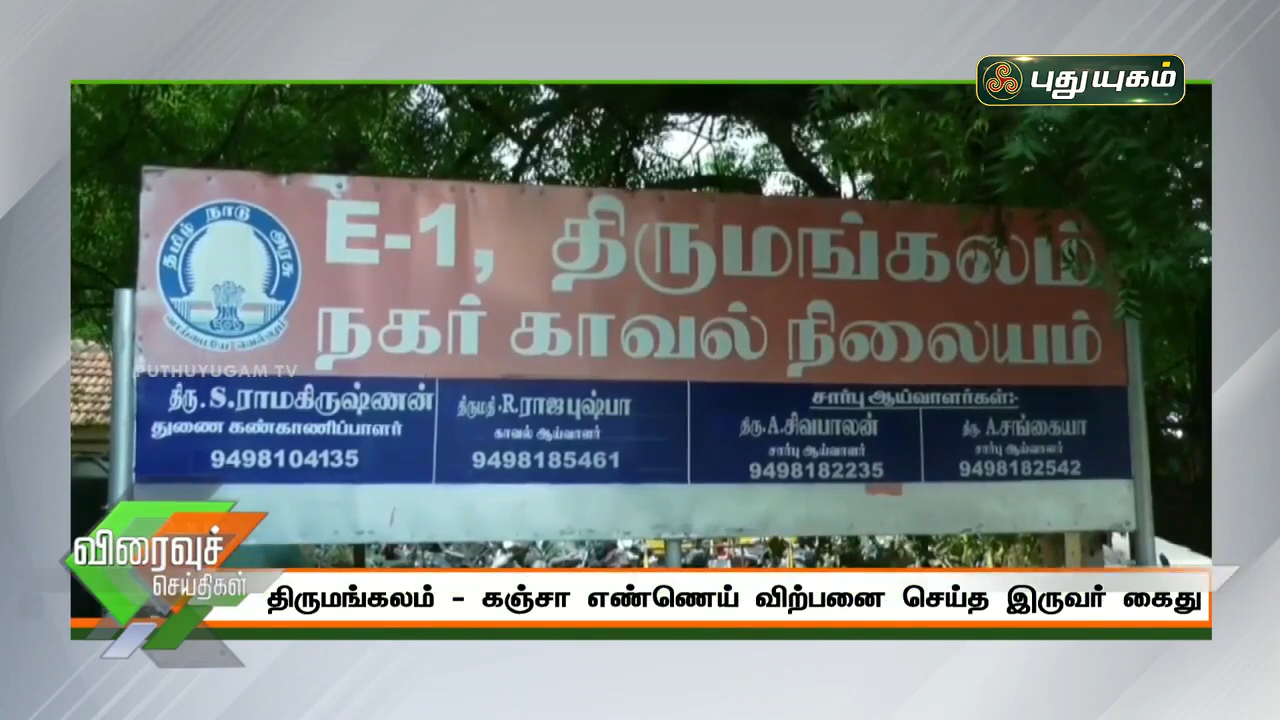 புதுயுகம்
தமிழ் நாடு அரசு
வாய்மையே வெல்லும்
E-1, திருமங்கலம்
நகர் காவல் நிலையம்
PUTHUYUGAM TV
திரு.S.ராமகிருஷ்ணன்
துணை கண்காணிப்பாளர்
9498104135
திருமதி.R.ராஜபுஷ்பா
காவல் ஆய்வாளர்
9498185461
சார்பு ஆய்வாளர்கள்:-
திரு.A.சிவபாலன்
சார்பு ஆய்வாளர்
9498182235
திரு. A.சங்கையா
சார்பு ஆய்வாளர்
9498182542
விரைவுச்
செய்திகள்
திருமங்கலம் - கஞ்சா எண்ணெய் விற்பனை செய்த இருவர் கைது